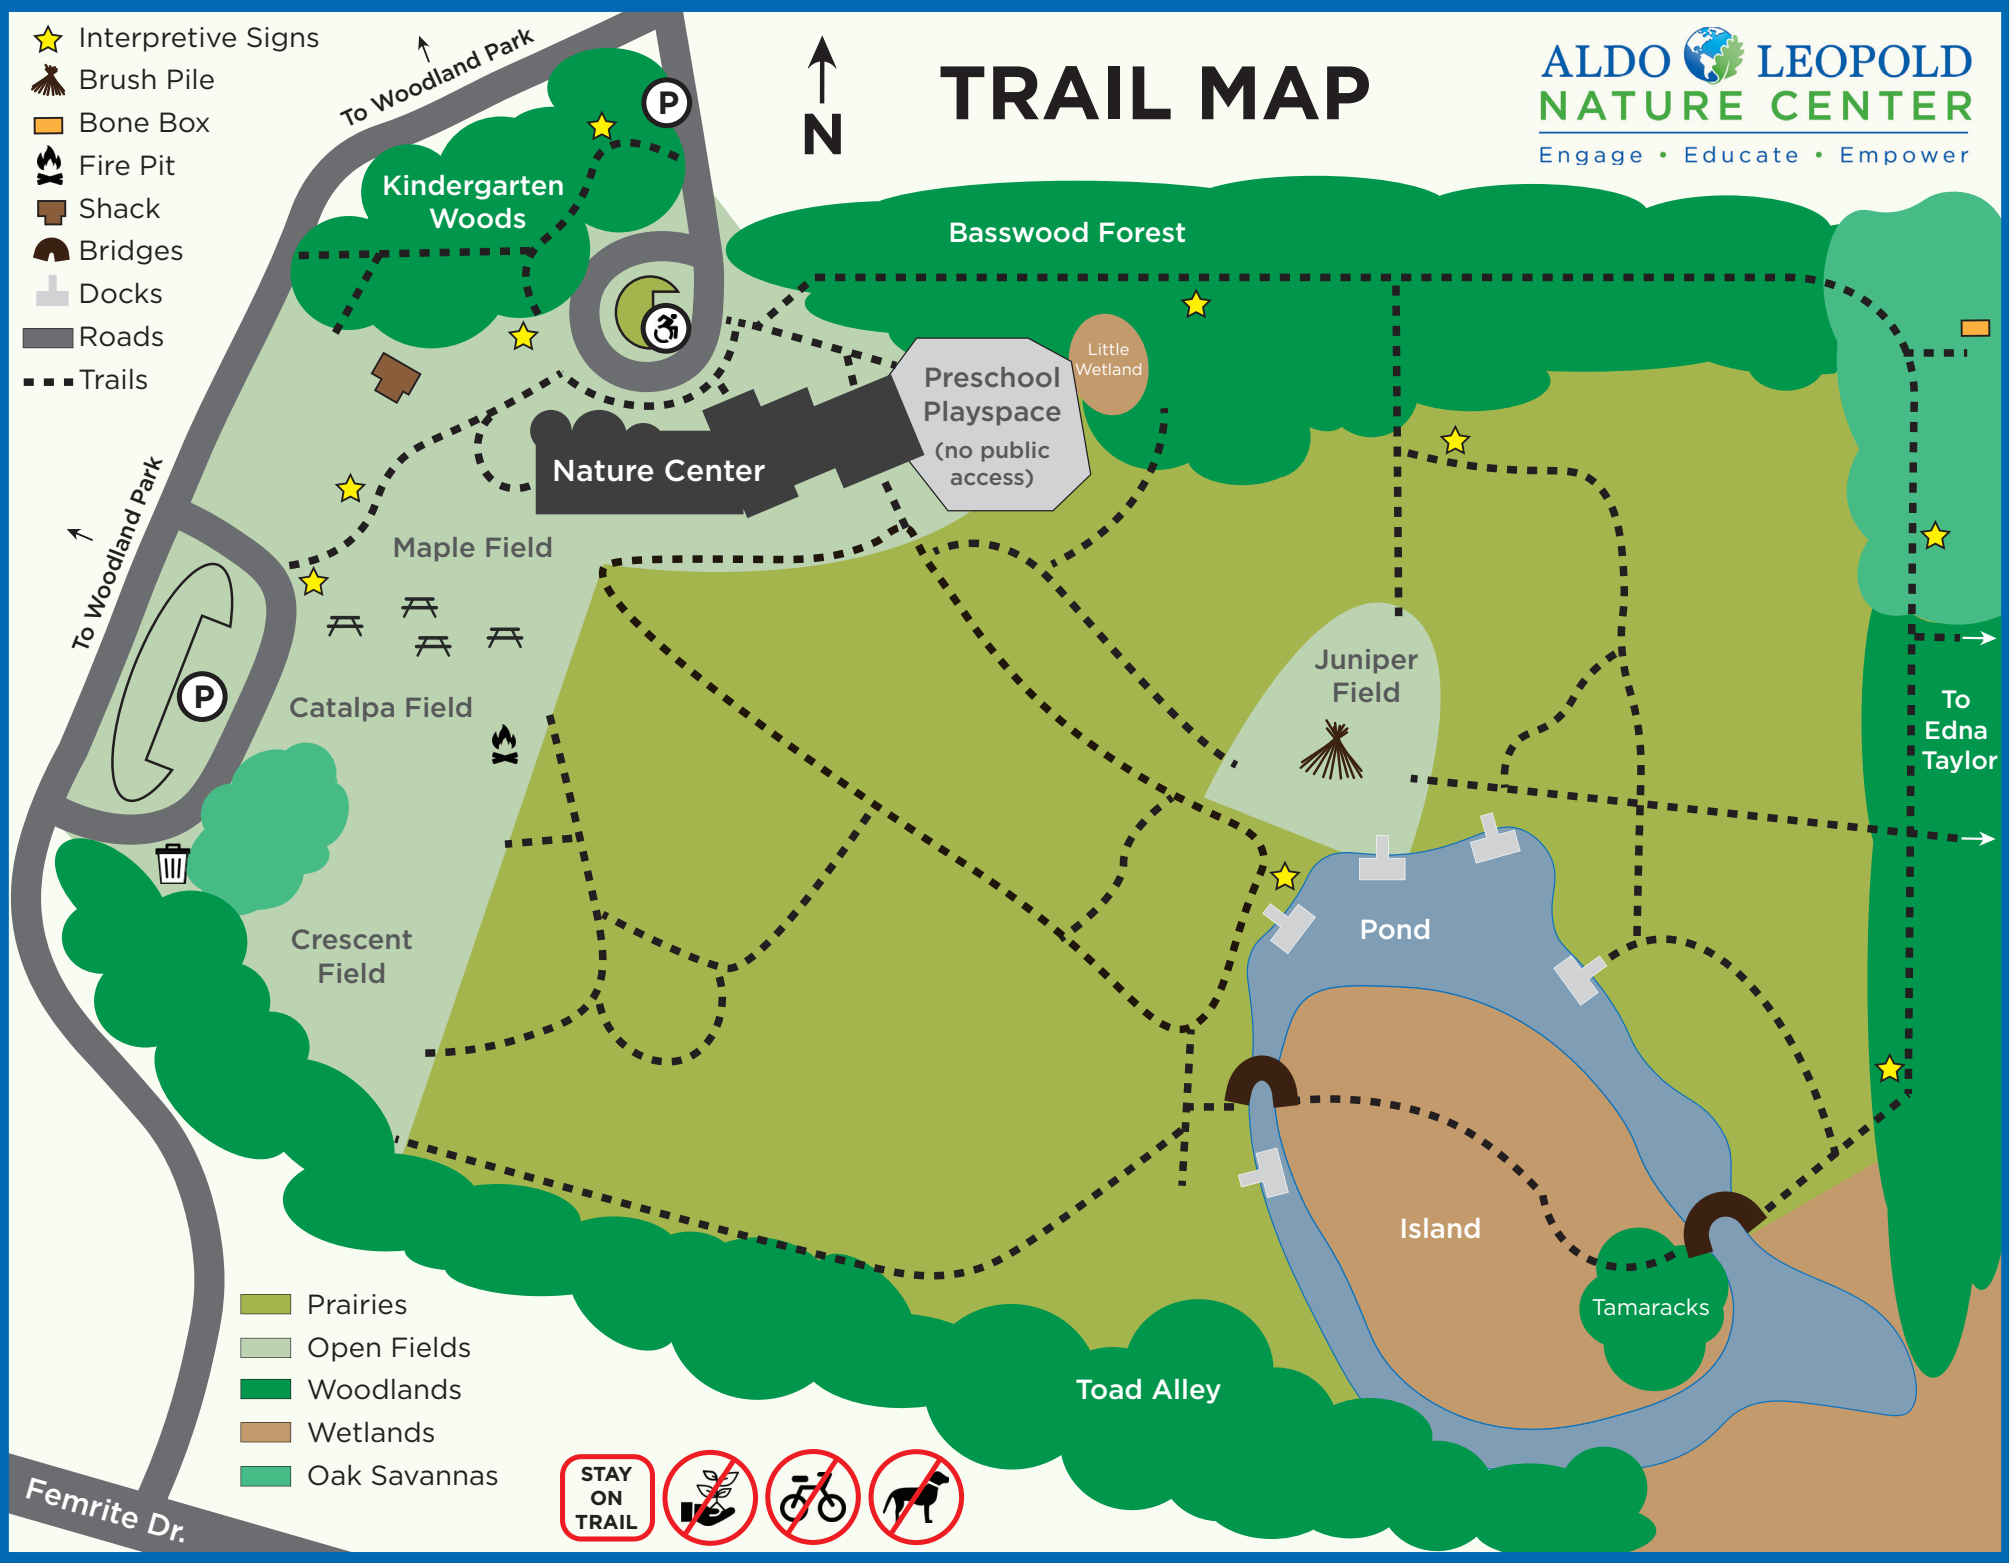 Interpretive Signs
Brush Pile
Bone Box
Fire Pit
Shack
Bridges
Docks
Roads
Trails
To Woodland Park
P
N
TRAIL MAP
ALDO LEOPOLD
NATURE CENTER
Engage • Educate • Empower
Kindergarten
Woods
Basswood Forest
Little
Wetland
Preschool
Playspace
(no public
access)
Nature Center
To Woodland Park
Maple Field
Juniper
Field
P
Catalpa Field
To
Edna
Taylor
Crescent
Field
Pond
Island
Tamaracks
Toad Alley
Prairies
Open Fields
Woodlands
Wetlands
Oak Savannas
STAY
ON
TRAIL
Femrite Dr.